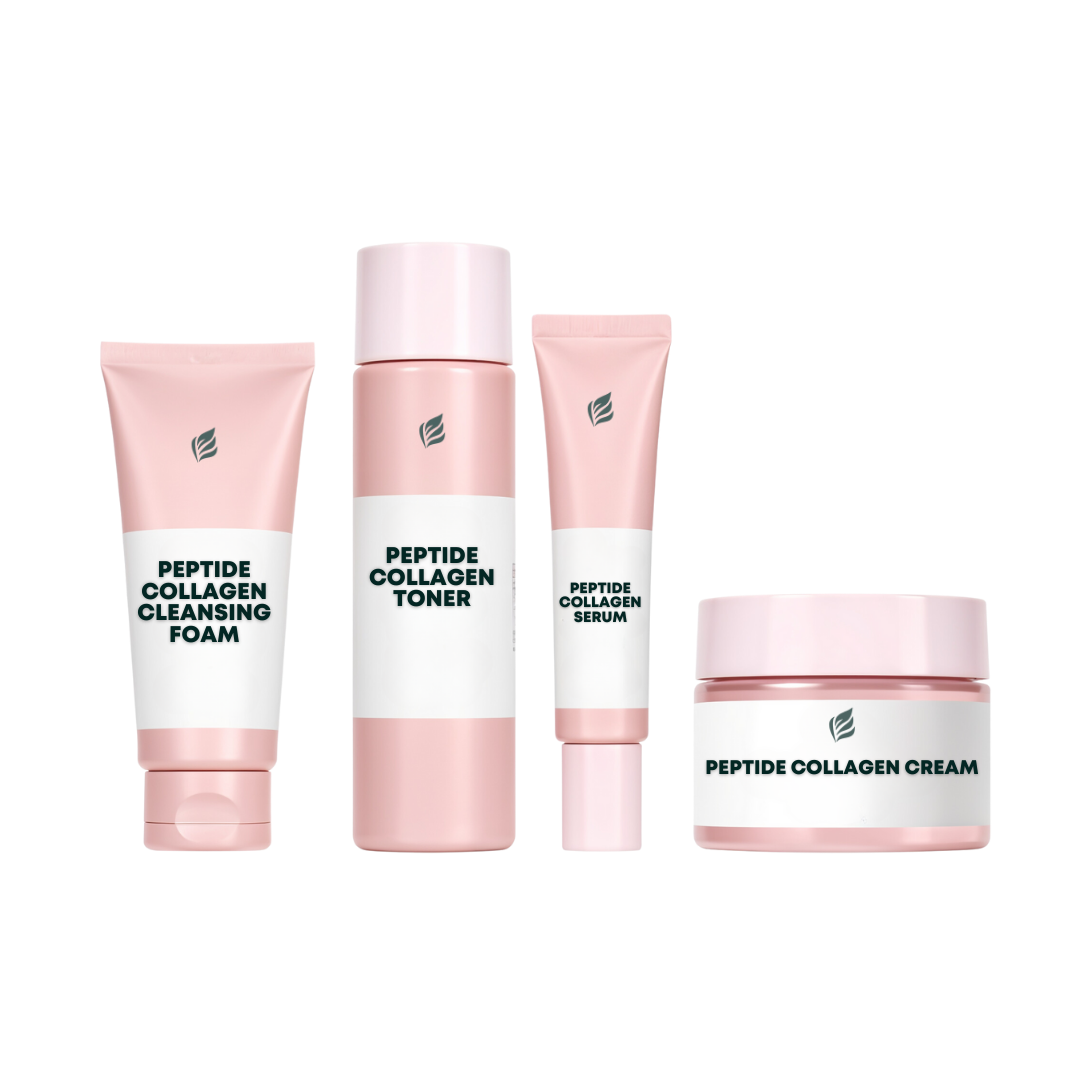 PEPTIDE
COLLAGEN
CLEANSING
FOAM
PEPTIDE
COLLAGEN
TONER
PEPTIDE
COLLAGEN
SERUM
PEPTIDE COLLAGEN CREAM